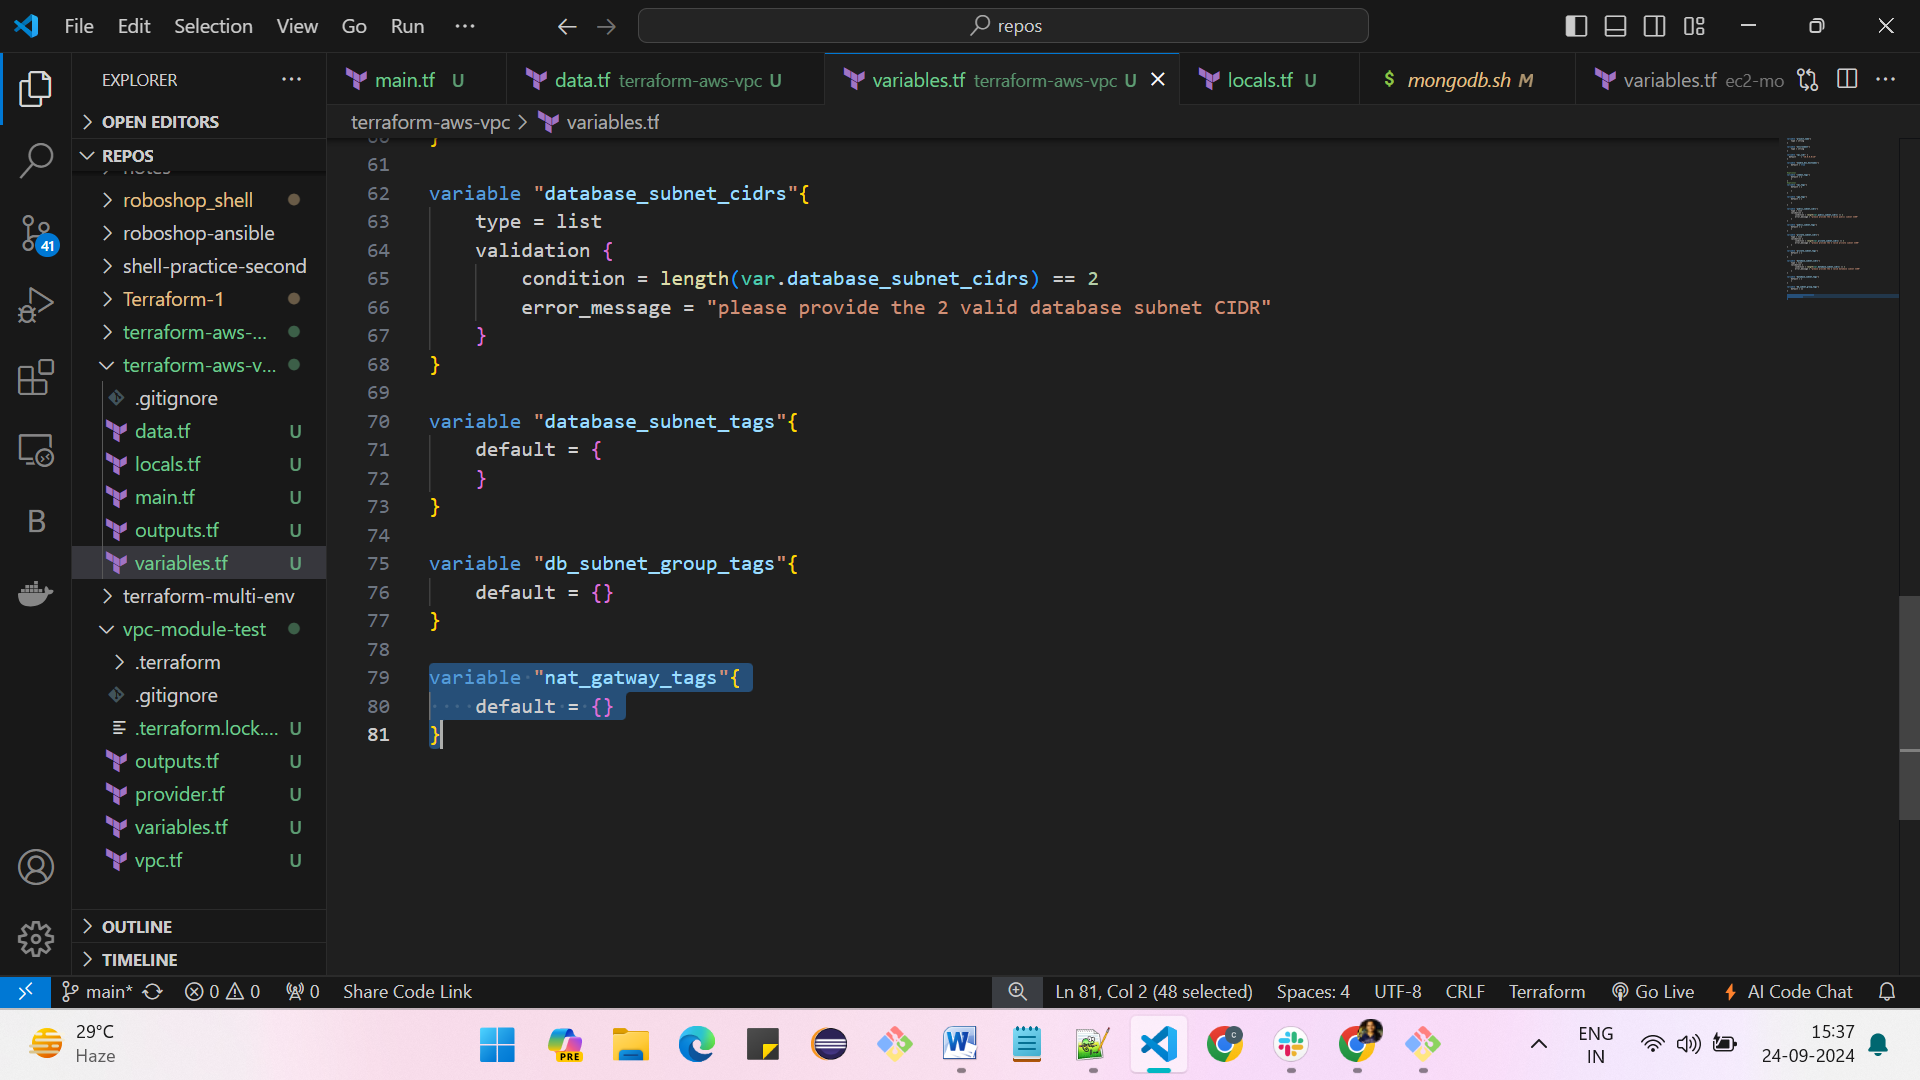 File Edit Selection View Go Run ···
repos
EXPLORER ···
main.tf U
data.tf terraform-aws-vpc U
variables.tf terraform-aws-vpc U
locals.tf U
$ mongodb.sh M
variables.tf ec2-mo
OPEN EDITORS
REPOS
notes
roboshop_shell
roboshop-ansible
shell-practice-second
Terraform-1
terraform-aws-...
terraform-aws-v...
.gitignore
data.tf U
locals.tf U
main.tf U
outputs.tf U
variables.tf U
terraform-multi-env
vpc-module-test
.terraform
.gitignore
.terraform.lock.... U
outputs.tf U
provider.tf U
variables.tf U
vpc.tf U
OUTLINE
TIMELINE
41
B
terraform-aws-vpc > variables.tf
60 }
61
62 variable "database_subnet_cidrs"{
63 type = list
64 validation {
65 condition = length(var.database_subnet_cidrs) == 2
66 error_message = "please provide the 2 valid database subnet CIDR"
67 }
68 }
69
70 variable "database_subnet_tags"{
71 default = {
72 }
73 }
74
75 variable "db_subnet_group_tags"{
76 default = {}
77 }
78
79 variable "nat_gatway_tags"{
80 default = {}
81 }
main* 0 0 0 Share Code Link
Ln 81, Col 2 (48 selected) Spaces: 4 UTF-8 CRLF Terraform Go Live AI Code Chat
29°C
Haze
PRE
ENG
IN
15:37
24-09-2024